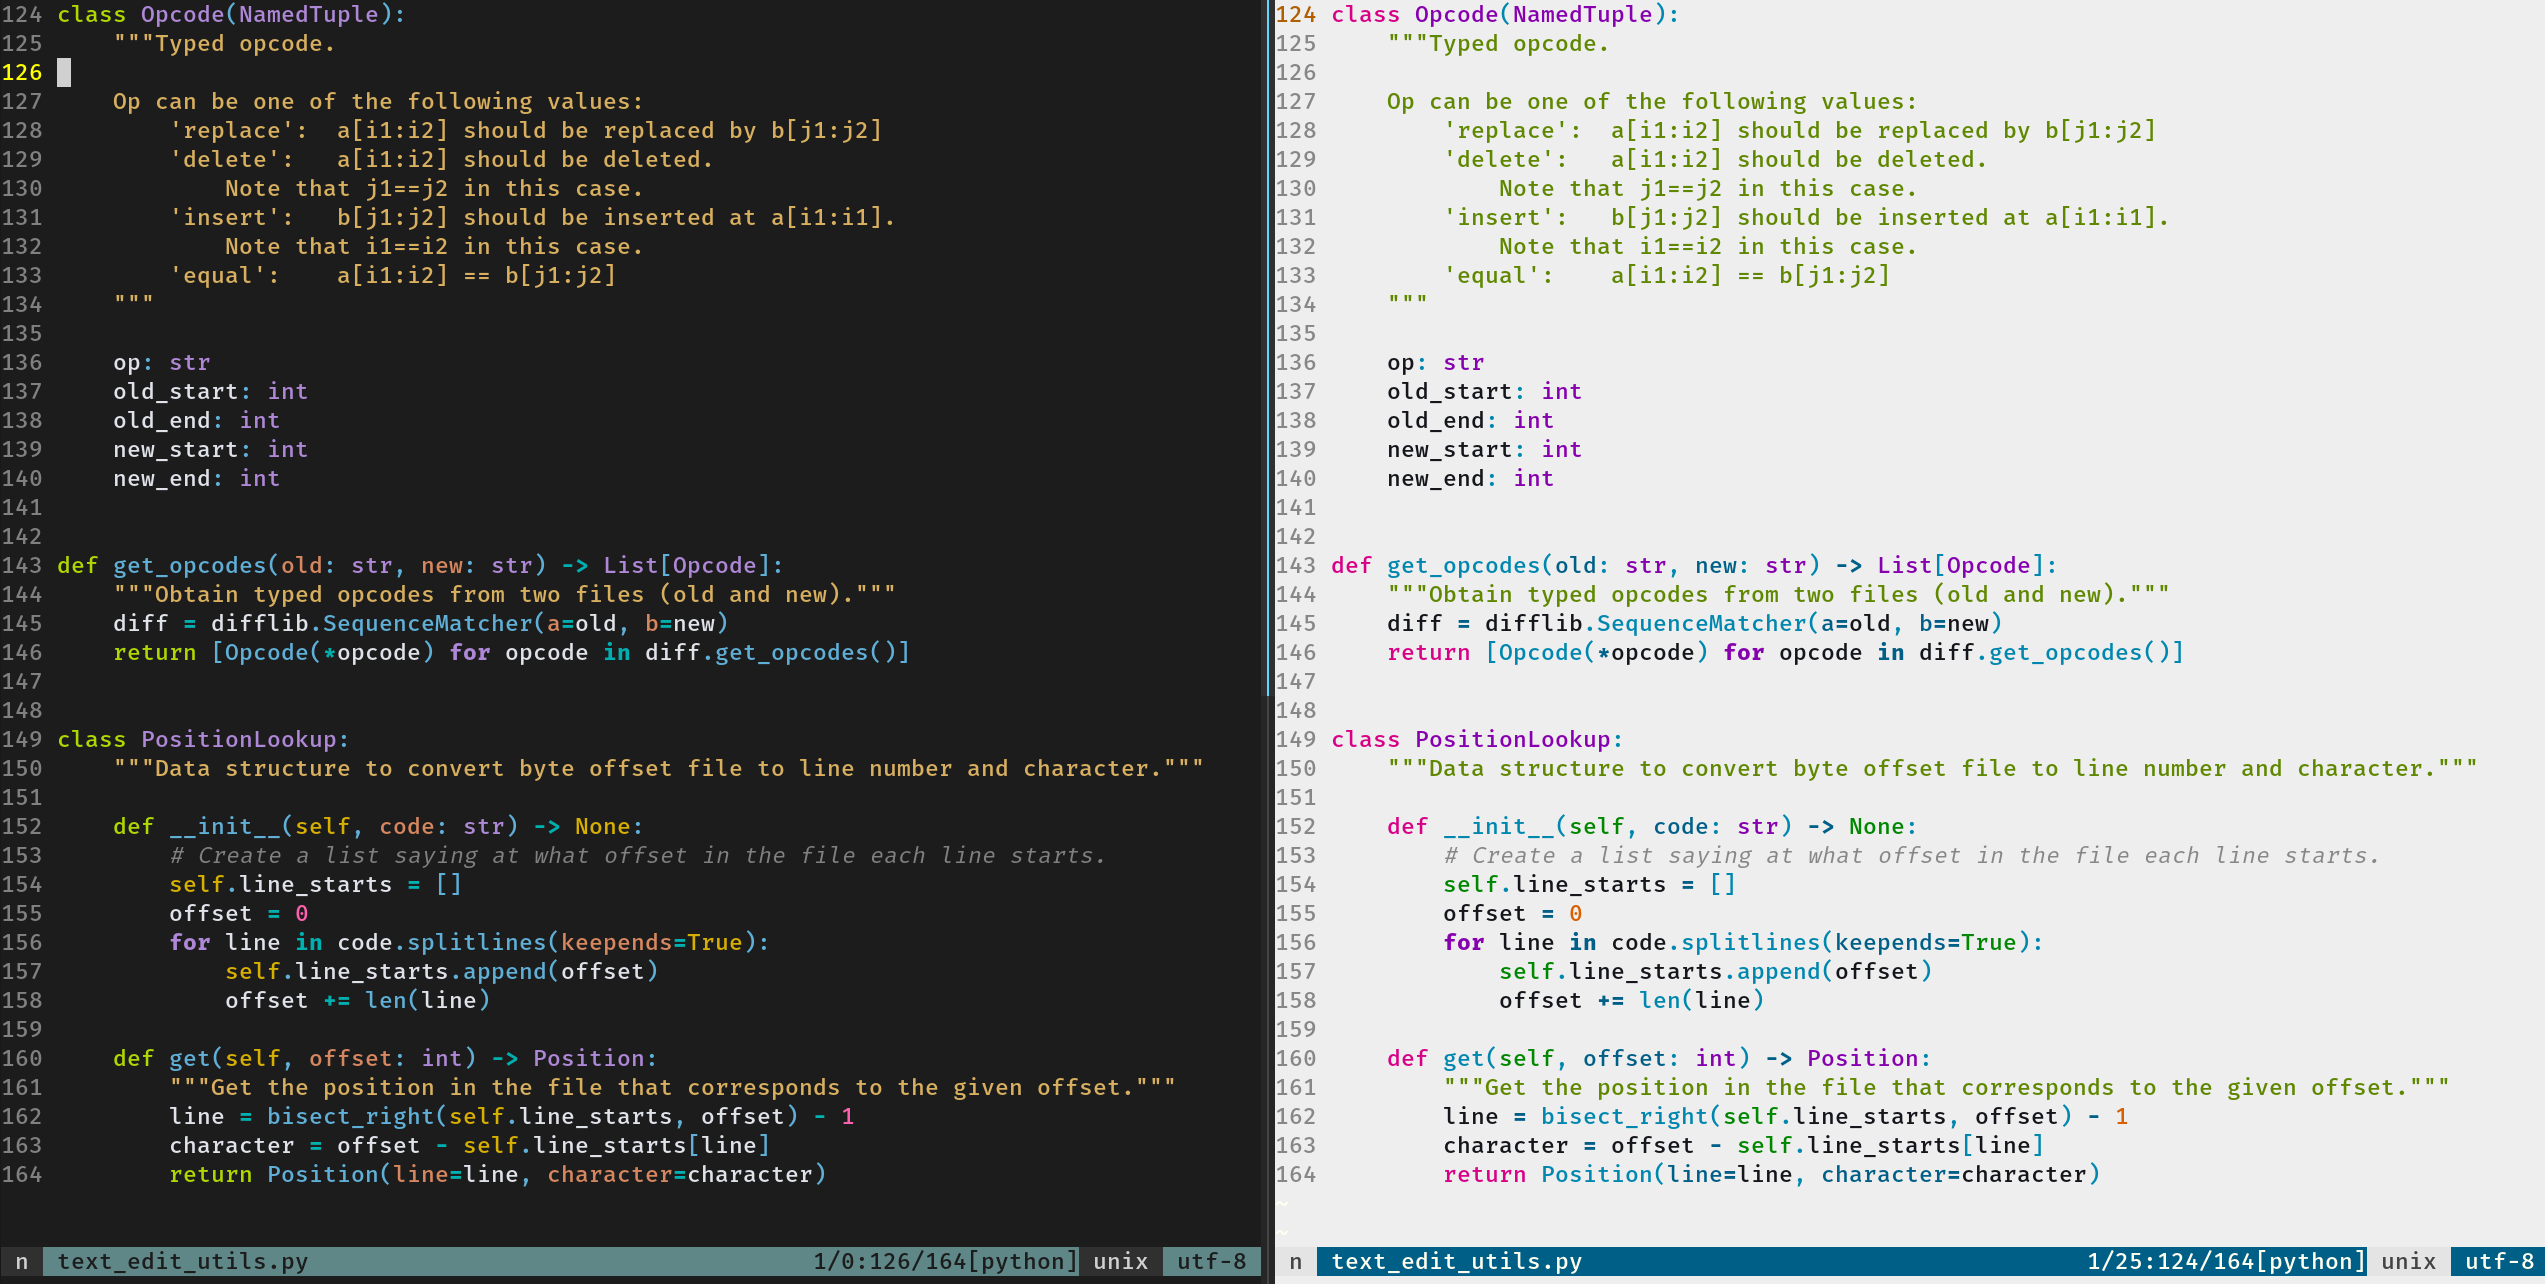 124 class Opcode(NamedTuple):
125     """Typed opcode.
126
127     Op can be one of the following values:
128         'replace':  a[i1:i2] should be replaced by b[j1:j2]
129         'delete':   a[i1:i2] should be deleted.
130             Note that j1==j2 in this case.
131         'insert':   b[j1:j2] should be inserted at a[i1:i1].
132             Note that i1==i2 in this case.
133         'equal':    a[i1:i2] == b[j1:j2]
134     """
135
136     op: str
137     old_start: int
138     old_end: int
139     new_start: int
140     new_end: int
141
142
143 def get_opcodes(old: str, new: str) -> List[Opcode]:
144     """Obtain typed opcodes from two files (old and new)."""
145     diff = difflib.SequenceMatcher(a=old, b=new)
146     return [Opcode(*opcode) for opcode in diff.get_opcodes()]
147
148
149 class PositionLookup:
150     """Data structure to convert byte offset file to line number and character."""
151
152     def __init__(self, code: str) -> None:
153         # Create a list saying at what offset in the file each line starts.
154         self.line_starts = []
155         offset = 0
156         for line in code.splitlines(keepends=True):
157             self.line_starts.append(offset)
158             offset += len(line)
159
160     def get(self, offset: int) -> Position:
161         """Get the position in the file that corresponds to the given offset."""
162         line = bisect_right(self.line_starts, offset) - 1
163         character = offset - self.line_starts[line]
164         return Position(line=line, character=character)
n  text_edit_utils.py  1/0:126/164[python] unix  utf-8
124 class Opcode(NamedTuple):
125     """Typed opcode.
126
127     Op can be one of the following values:
128         'replace':  a[i1:i2] should be replaced by b[j1:j2]
129         'delete':   a[i1:i2] should be deleted.
130             Note that j1==j2 in this case.
131         'insert':   b[j1:j2] should be inserted at a[i1:i1].
132             Note that i1==i2 in this case.
133         'equal':    a[i1:i2] == b[j1:j2]
134     """
135
136     op: str
137     old_start: int
138     old_end: int
139     new_start: int
140     new_end: int
141
142
143 def get_opcodes(old: str, new: str) -> List[Opcode]:
144     """Obtain typed opcodes from two files (old and new)."""
145     diff = difflib.SequenceMatcher(a=old, b=new)
146     return [Opcode(*opcode) for opcode in diff.get_opcodes()]
147
148
149 class PositionLookup:
150     """Data structure to convert byte offset file to line number and character."""
151
152     def __init__(self, code: str) -> None:
153         # Create a list saying at what offset in the file each line starts.
154         self.line_starts = []
155         offset = 0
156         for line in code.splitlines(keepends=True):
157             self.line_starts.append(offset)
158             offset += len(line)
159
160     def get(self, offset: int) -> Position:
161         """Get the position in the file that corresponds to the given offset."""
162         line = bisect_right(self.line_starts, offset) - 1
163         character = offset - self.line_starts[line]
164         return Position(line=line, character=character)
~
~
n  text_edit_utils.py  1/25:124/164[python] unix  utf-8